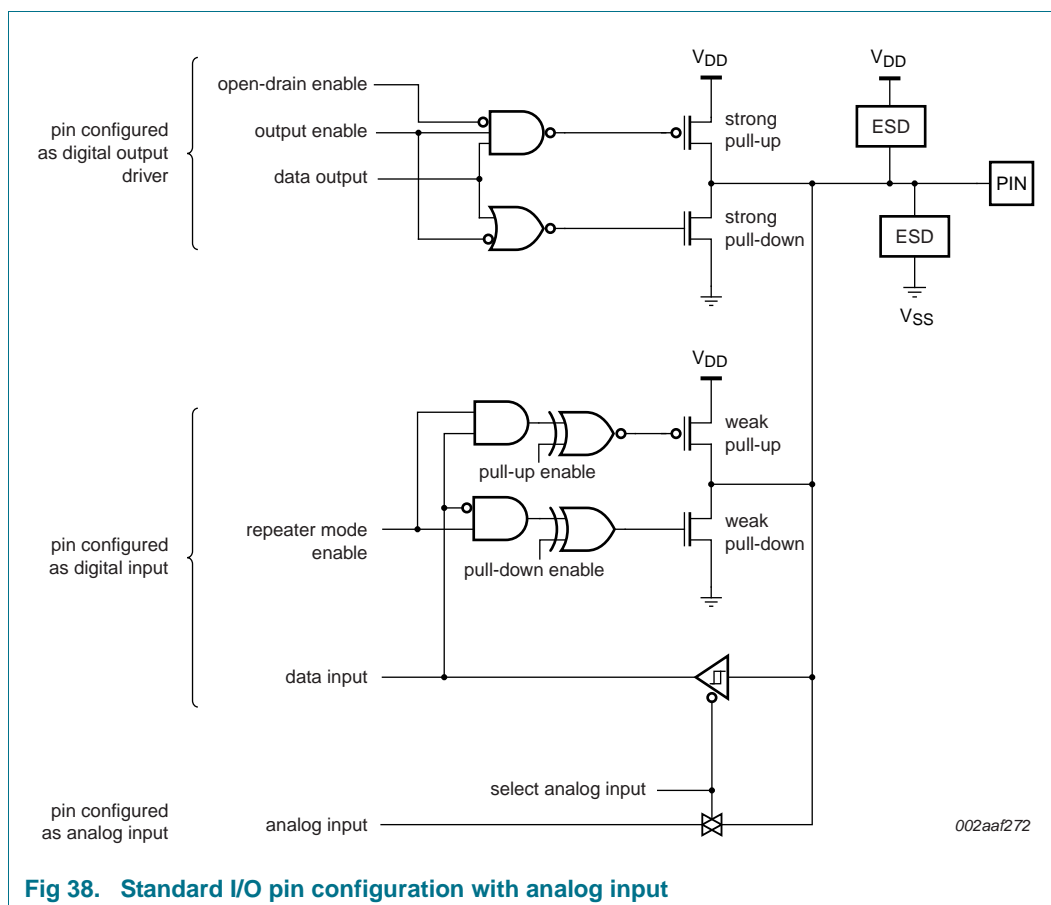 VDD
VDD
open-drain enable
strong
pull-up
ESD
pin configured
as digital output
driver
output enable
data output
PIN
strong
pull-down
ESD
VSS
VDD
weak
pull-up
pull-up enable
pin configured
as digital input
repeater mode
enable
weak
pull-down
pull-down enable
data input
select analog input
pin configured
as analog input
analog input
002aaf272
Fig 38. Standard I/O pin configuration with analog input